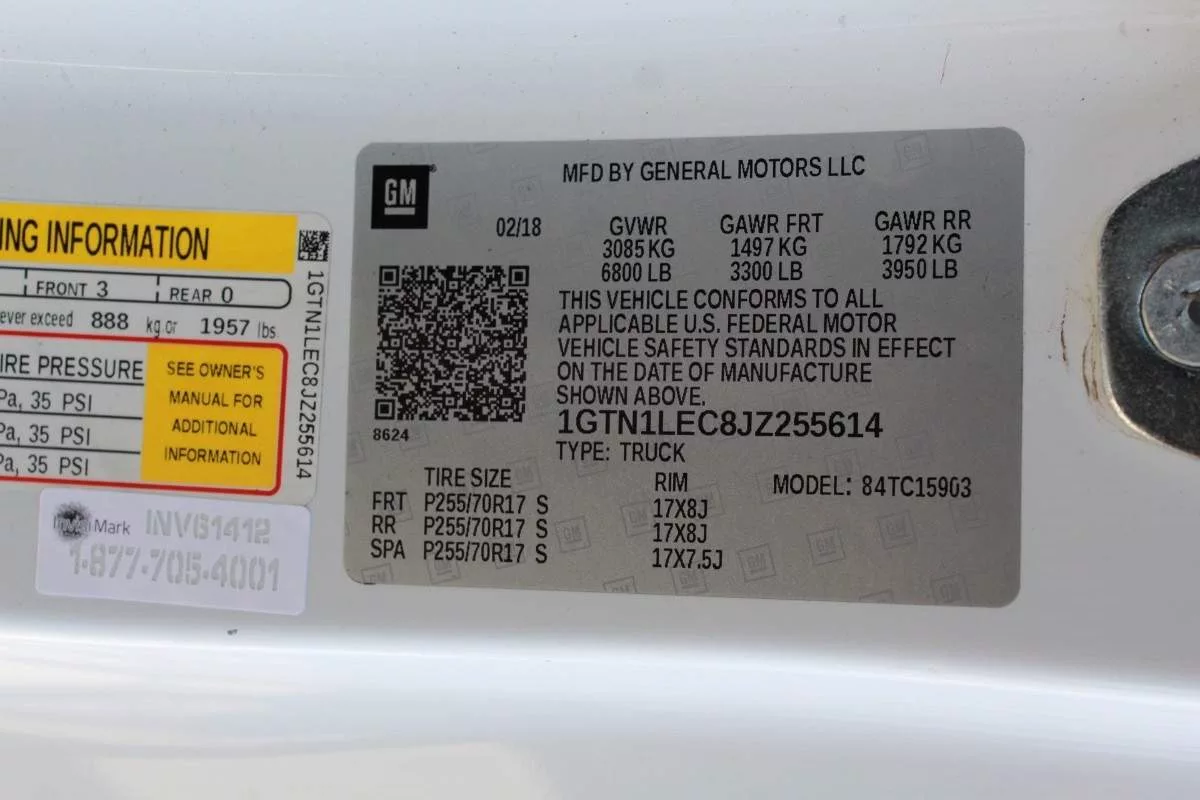 ING INFORMATION
FRONT 3 REAR 0
ever exceed 888 kg or 1957 lbs
IRE PRESSURE
Pa, 35 PSI
Pa, 35 PSI
Pa, 35 PSI
SEE OWNER'S
MANUAL FOR
ADDITIONAL
INFORMATION
1GTN1LEC8JZ255614
InvisiMark INV61412
1-877-705-4001
GM
MFD BY GENERAL MOTORS LLC
02/18
GVWR
3085 KG
6800 LB
GAWR FRT
1497 KG
3300 LB
GAWR RR
1792 KG
3950 LB
THIS VEHICLE CONFORMS TO ALL
APPLICABLE U.S. FEDERAL MOTOR
VEHICLE SAFETY STANDARDS IN EFFECT
ON THE DATE OF MANUFACTURE
SHOWN ABOVE.
8624
1GTN1LEC8JZ255614
TYPE: TRUCK
TIRE SIZE RIM MODEL: 84TC15903
FRT P255/70R17 S 17X8J
RR P255/70R17 S 17X8J
SPA P255/70R17 S 17X7.5J